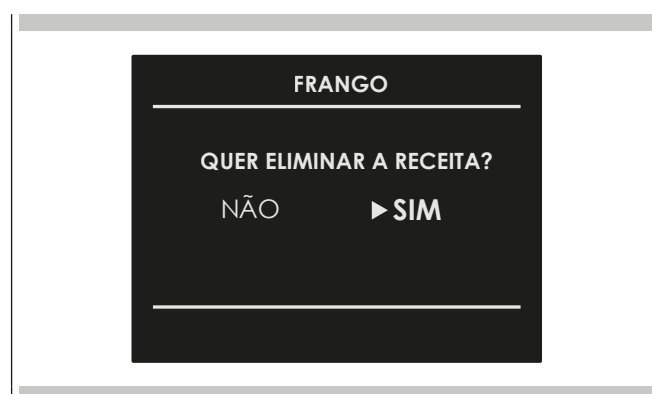 FRANGO
QUER ELIMINAR A RECEITA?
NÃO ▶SIM